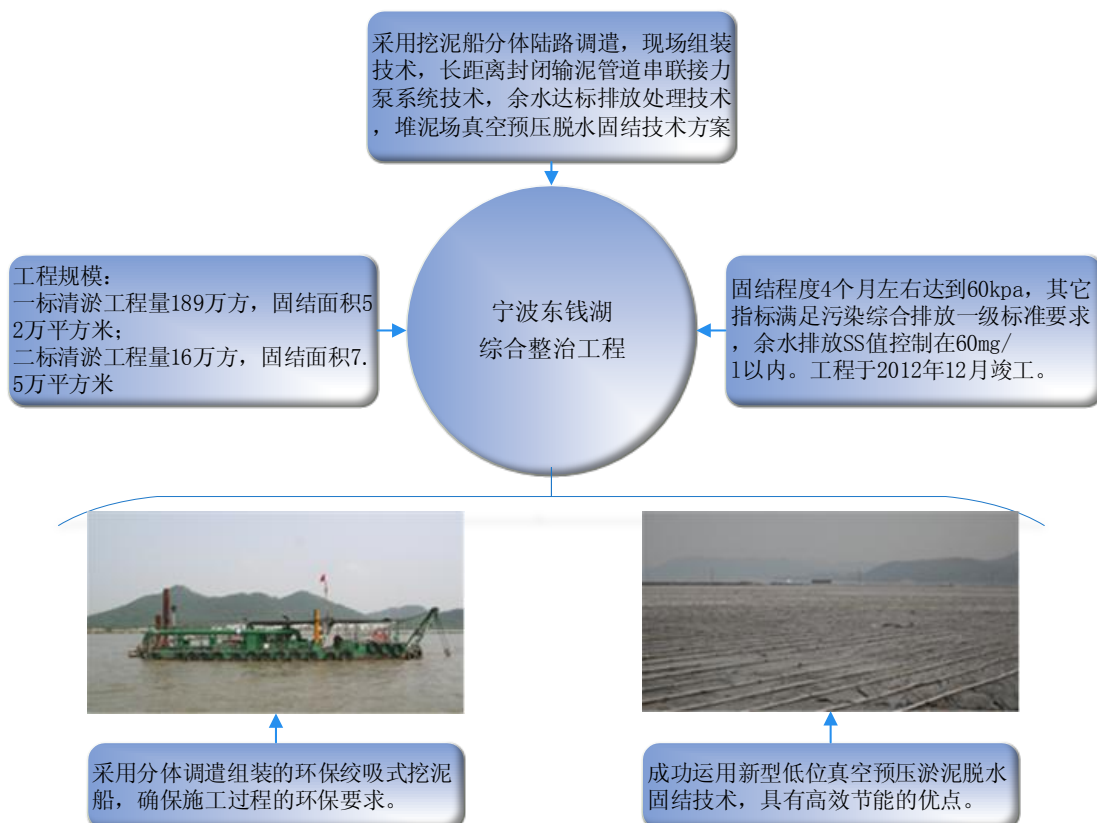 采用挖泥船分体陆路调遣，现场组装
技术，长距离封闭输泥管道串联接力
泵系统技术，余水达标排放处理技术
，堆泥场真空预压脱水固结技术方案
工程规模：
一标清淤工程量189万方，固结面积5
2万平方米；
二标清淤工程量16万方，固结面积7.
5万平方米
宁波东钱湖
综合整治工程
固结程度4个月左右达到60kpa，其它
指标满足污染综合排放一级标准要求
，余水排放SS值控制在60mg/
l以内。工程于2012年12月竣工。
采用分体调遣组装的环保绞吸式挖泥
船，确保施工过程的环保要求。
成功运用新型低位真空预压淤泥脱水
固结技术，具有高效节能的优点。